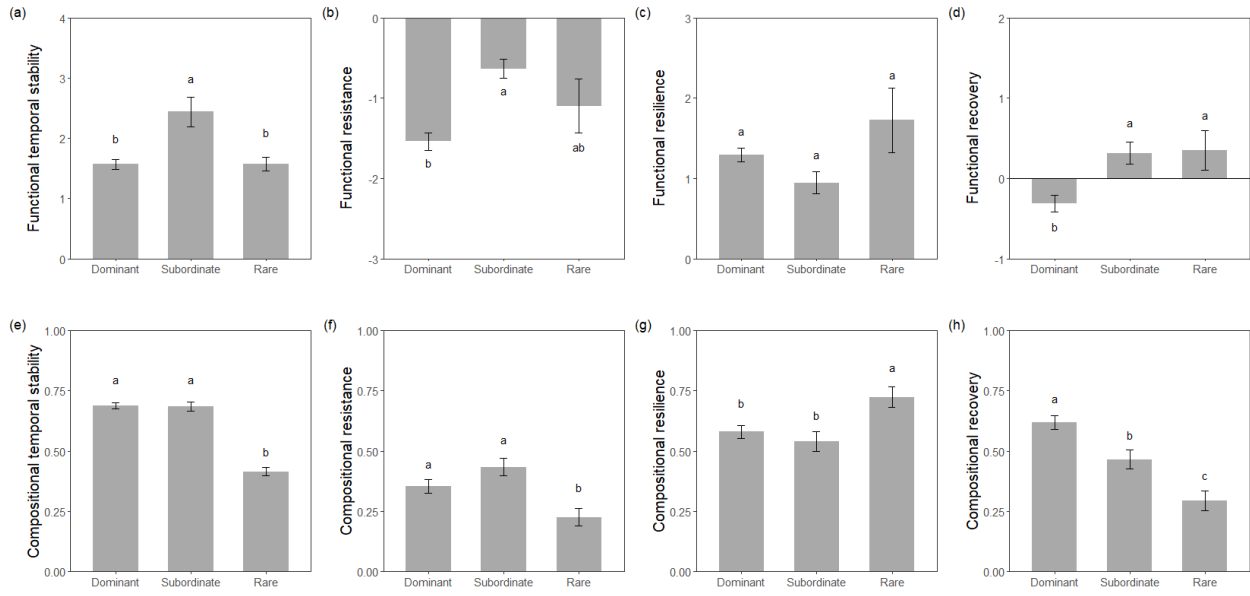 (a)
Functional temporal stability
4
3
2
1
0
b
a
b
Dominant Subordinate Rare
(b)
Functional resistance
0
-1
-2
-3
b
a
ab
Dominant Subordinate Rare
(c)
Functional resilience
3
2
1
0
a
a
a
Dominant Subordinate Rare
(d)
Functional recovery
2
1
0
-1
b
a
a
Dominant Subordinate Rare
(e)
Compositional temporal stability
1.00
0.75
0.50
0.25
0.00
a
a
b
Dominant Subordinate Rare
(f)
Compositional resistance
1.00
0.75
0.50
0.25
0.00
a
a
b
Dominant Subordinate Rare
(g)
Compositional resilience
1.00
0.75
0.50
0.25
0.00
b
b
a
Dominant Subordinate Rare
(h)
Compositional recovery
1.00
0.75
0.50
0.25
0.00
a
b
c
Dominant Subordinate Rare